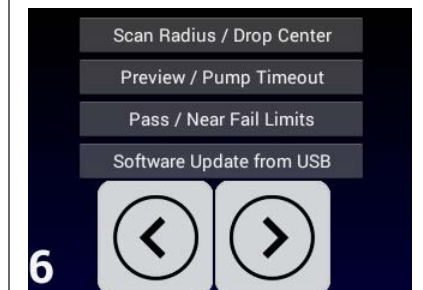 Scan Radius / Drop Center
Preview / Pump Timeout
Pass / Near Fail Limits
Software Update from USB
6